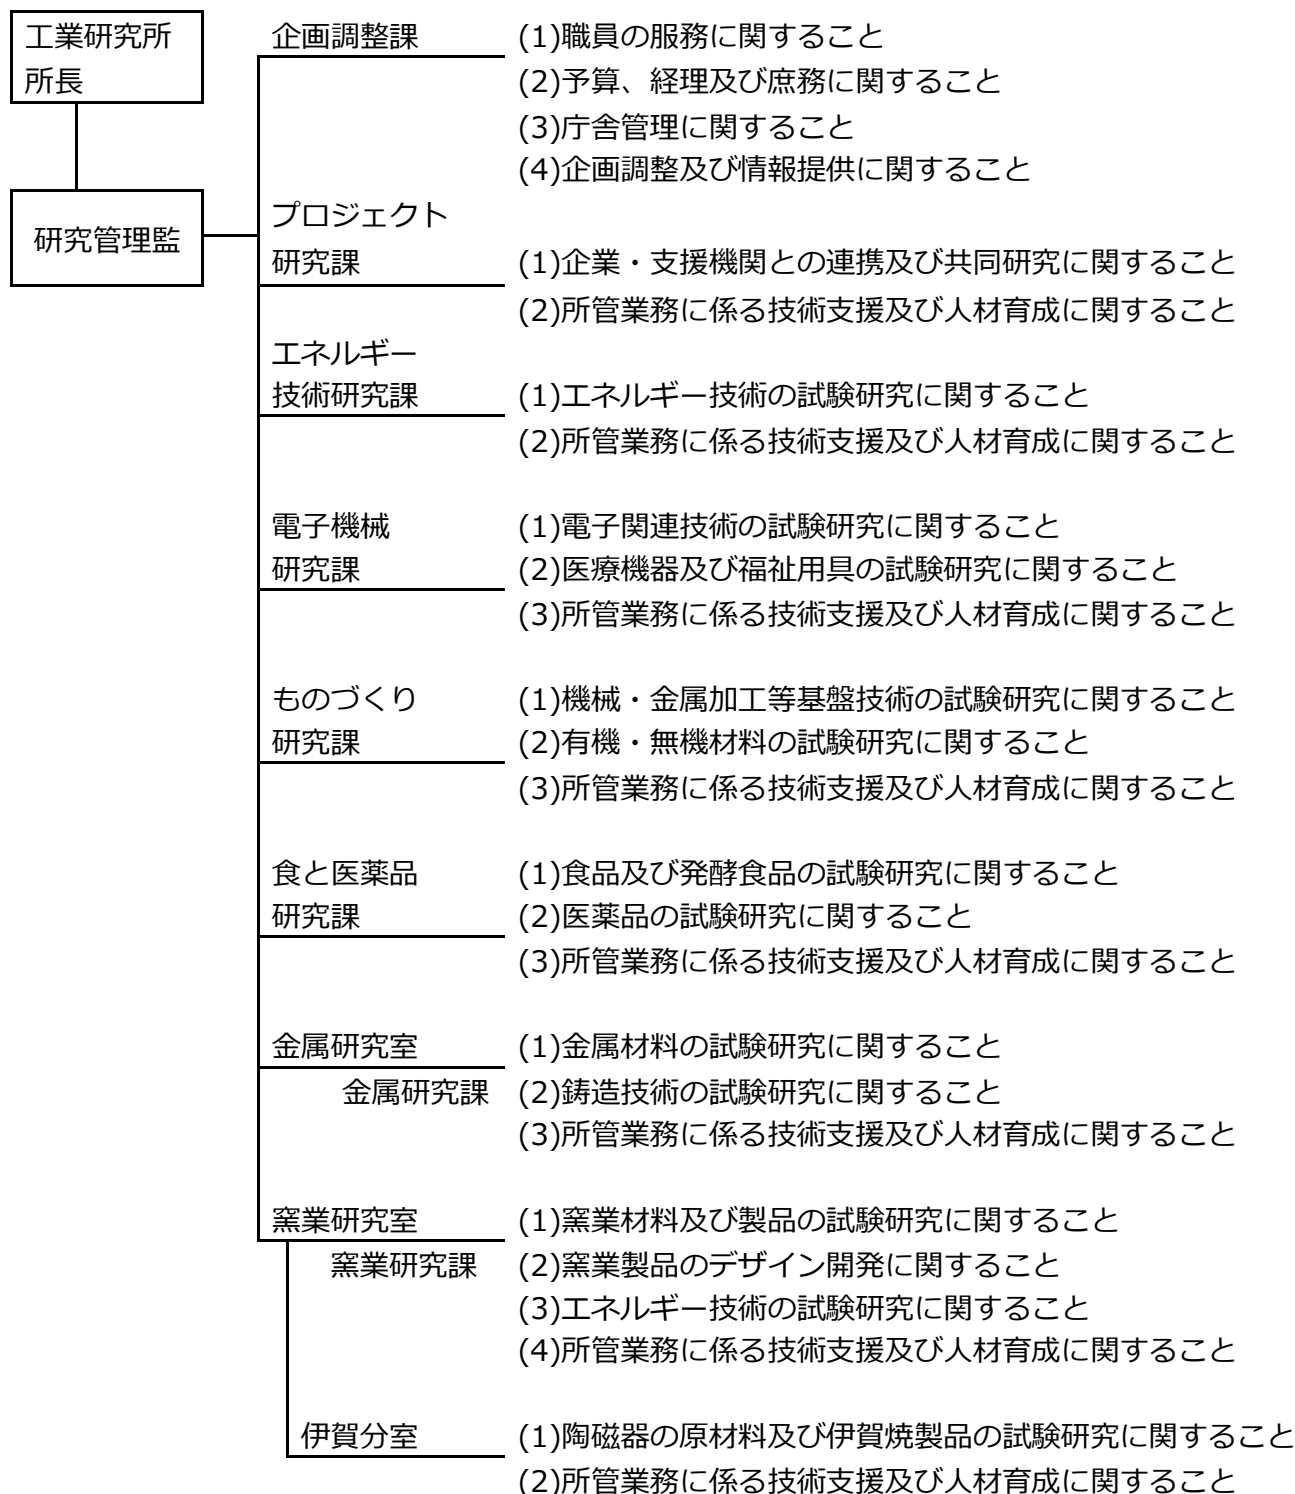 工業研究所
所長
研究管理監
企画調整課 (1)職員の服務に関すること
(2)予算、経理及び庶務に関すること
(3)庁舎管理に関すること
(4)企画調整及び情報提供に関すること
プロジェクト
研究課 (1)企業・支援機関との連携及び共同研究に関すること
(2)所管業務に係る技術支援及び人材育成に関すること
エネルギー
技術研究課 (1)エネルギー技術の試験研究に関すること
(2)所管業務に係る技術支援及び人材育成に関すること
電子機械 (1)電子関連技術の試験研究に関すること
研究課 (2)医療機器及び福祉用具の試験研究に関すること
(3)所管業務に係る技術支援及び人材育成に関すること
ものづくり (1)機械・金属加工等基盤技術の試験研究に関すること
研究課 (2)有機・無機材料の試験研究に関すること
(3)所管業務に係る技術支援及び人材育成に関すること
食と医薬品 (1)食品及び発酵食品の試験研究に関すること
研究課 (2)医薬品の試験研究に関すること
(3)所管業務に係る技術支援及び人材育成に関すること
金属研究室 (1)金属材料の試験研究に関すること
金属研究課 (2)鋳造技術の試験研究に関すること
(3)所管業務に係る技術支援及び人材育成に関すること
窯業研究室 (1)窯業材料及び製品の試験研究に関すること
窯業研究課 (2)窯業製品のデザイン開発に関すること
(3)エネルギー技術の試験研究に関すること
(4)所管業務に係る技術支援及び人材育成に関すること
伊賀分室 (1)陶磁器の原材料及び伊賀焼製品の試験研究に関すること
(2)所管業務に係る技術支援及び人材育成に関すること